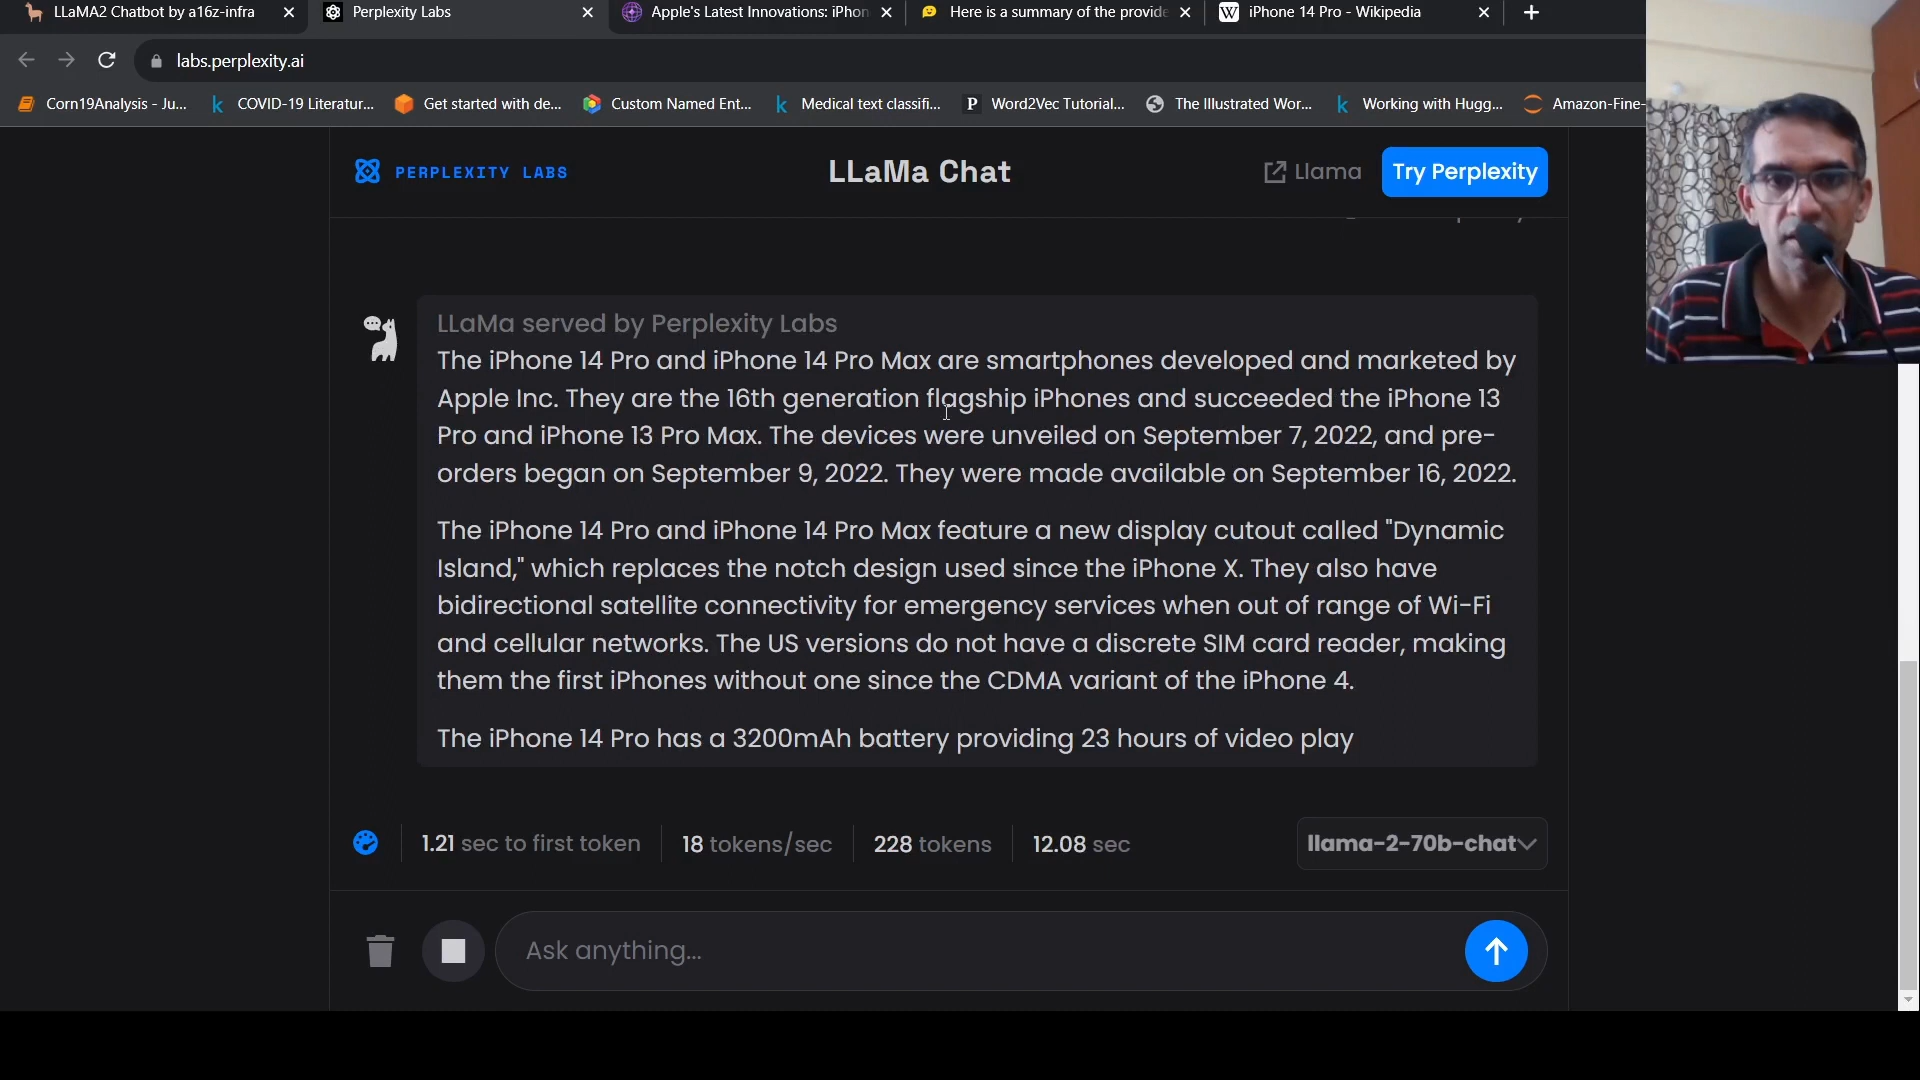 LLaMA2 Chatbot by a16z-infra
Perplexity Labs
Apple's Latest Innovations: iPhon
Here is a summary of the provide
W iPhone 14 Pro - Wikipedia
labs.perplexity.ai
Corn19Analysis - Ju...
k COVID-19 Literatur...
Get started with de...
Custom Named Ent...
k Medical text classifi...
P Word2Vec Tutorial...
The Illustrated Wor...
k Working with Hugg...
Amazon-Fine-
PERPLEXITY LABS
LLaMa Chat
Llama
Try Perplexity
LLaMa served by Perplexity Labs
The iPhone 14 Pro and iPhone 14 Pro Max are smartphones developed and marketed by
Apple Inc. They are the 16th generation flagship iPhones and succeeded the iPhone 13
Pro and iPhone 13 Pro Max. The devices were unveiled on September 7, 2022, and pre-
orders began on September 9, 2022. They were made available on September 16, 2022.
The iPhone 14 Pro and iPhone 14 Pro Max feature a new display cutout called "Dynamic
Island," which replaces the notch design used since the iPhone X. They also have
bidirectional satellite connectivity for emergency services when out of range of Wi-Fi
and cellular networks. The US versions do not have a discrete SIM card reader, making
them the first iPhones without one since the CDMA variant of the iPhone 4.
The iPhone 14 Pro has a 3200mAh battery providing 23 hours of video play
1.21 sec to first token
18 tokens/sec
228 tokens
12.08 sec
llama-2-70b-chat
Ask anything...